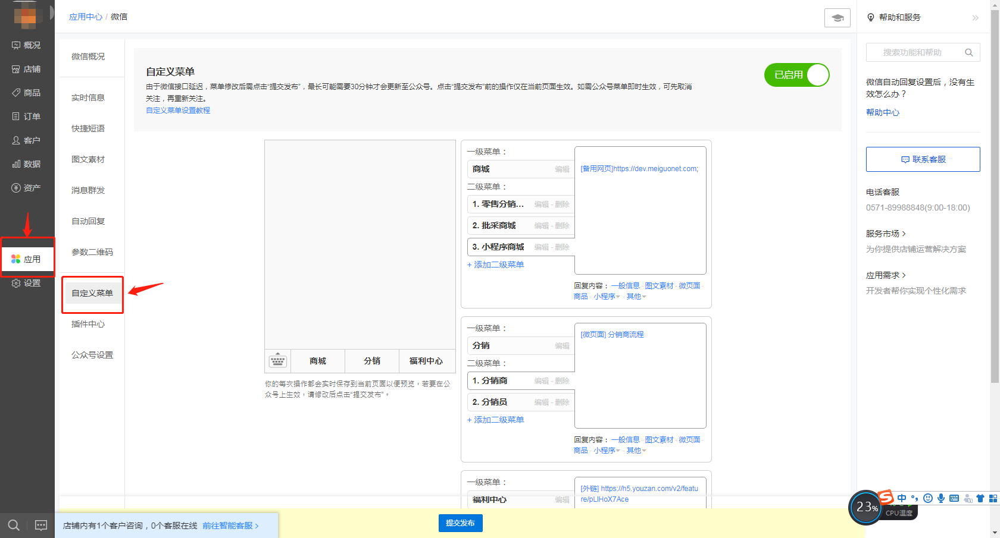 应用中心 / 微信
概况
店铺
商品
订单
客户
数据
资产
应用
设置
微信概况
实时信息
快捷短语
图文素材
消息群发
自动回复
参数二维码
自定义菜单
插件中心
公众号设置
自定义菜单
由于微信接口延迟，菜单修改后需点击“提交发布”，最长可能需要30分钟才会更新至公众号。点击“提交发布”前的操作仅在当前页面生效。如需公众号菜单即时生效，可先取消
关注，再重新关注。
自定义菜单设置教程
已启用
商城 分销 福利中心
你的每次操作都会实时保存到当前页面以便预览，若要在公
众号上生效，请修改后点击“提交发布”。
一级菜单：
商城 编辑
二级菜单：
1. 零售分销... 编辑 - 删除
2. 批采商城 编辑 - 删除
3. 小程序商城 编辑 - 删除
+ 添加二级菜单
[备用网页]https://dev.meiguonet.com;
回复内容： 一般信息 - 图文素材 - 微页面 -
商品 - 小程序 - 其他
一级菜单：
分销 编辑
二级菜单：
1. 分销商 编辑 - 删除
2. 分销员 编辑 - 删除
+ 添加二级菜单
[微页面] 分销商流程
回复内容： 一般信息 - 图文素材 - 微页面 -
商品 - 小程序 - 其他
一级菜单：
福利中心 编辑
[外链] https://h5.youzan.com/v2/featu
re/pLIHoX7Ace
店铺内有1个客户咨询，0个客服在线 前往智能客服 >
提交发布
帮助和服务 »
搜索功能和帮助
微信自动回复设置后，没有生
效怎么办？
帮助中心
联系客服
电话客服
0571-89988848(9:00-18:00)
服务市场 >
为你提供店铺运营解决方案
应用需求 >
开发者帮你实现个性化需求
S 中
23%
CPU温度